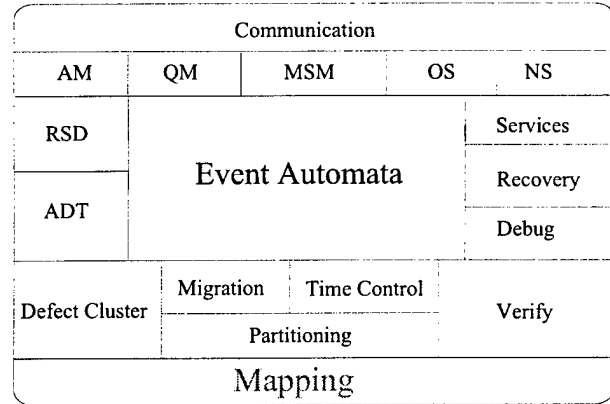 Communication
AM QM MSM OS NS
RSD
Services
Event Automata
Recovery
ADT
Debug
Migration Time Control
Defect Cluster
Verify
Partitioning
Mapping